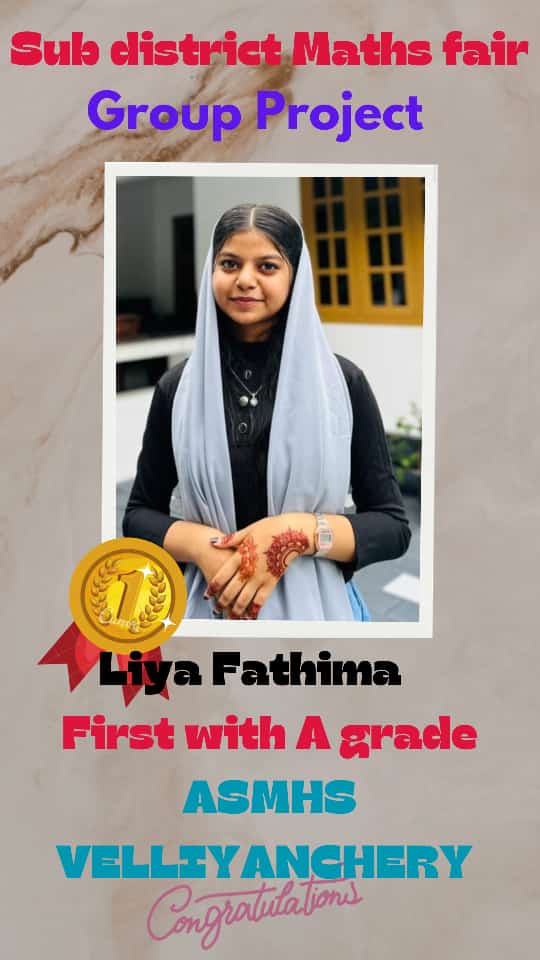 Sub district Maths fair
Group Project
1
Liya Fathima
First with A grade
ASMHS
VELLIYANCHERY
Congratulations